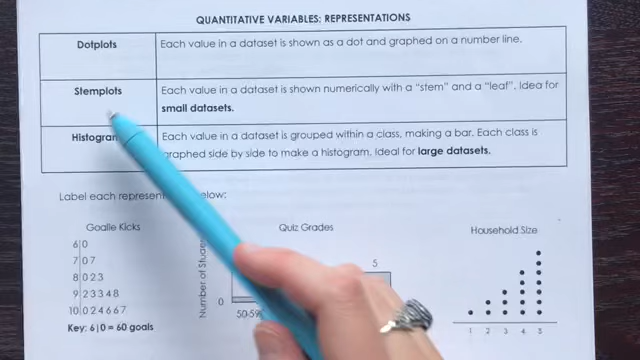 QUANTITATIVE VARIABLES: REPRESENTATIONS
Dotplots
Each value in a dataset is shown as a dot and graphed on a number line.
Stemplots
Each value in a dataset is shown numerically with a "stem" and a "leaf". Idea for
small datasets.
Each value in a dataset is grouped within a class, making a bar. Each class is
graphed side by side to make a histogram. Ideal for large datasets.
Label each
Goalie Kicks
6|0
7|0 7
8|0 2 3
9|2 3 3 4 8
10|0 2 4 6 6 7
Key: 6|0 = 60 goals
Quiz Grades
Number of
5
0
Household Size
1 2 3 4 5